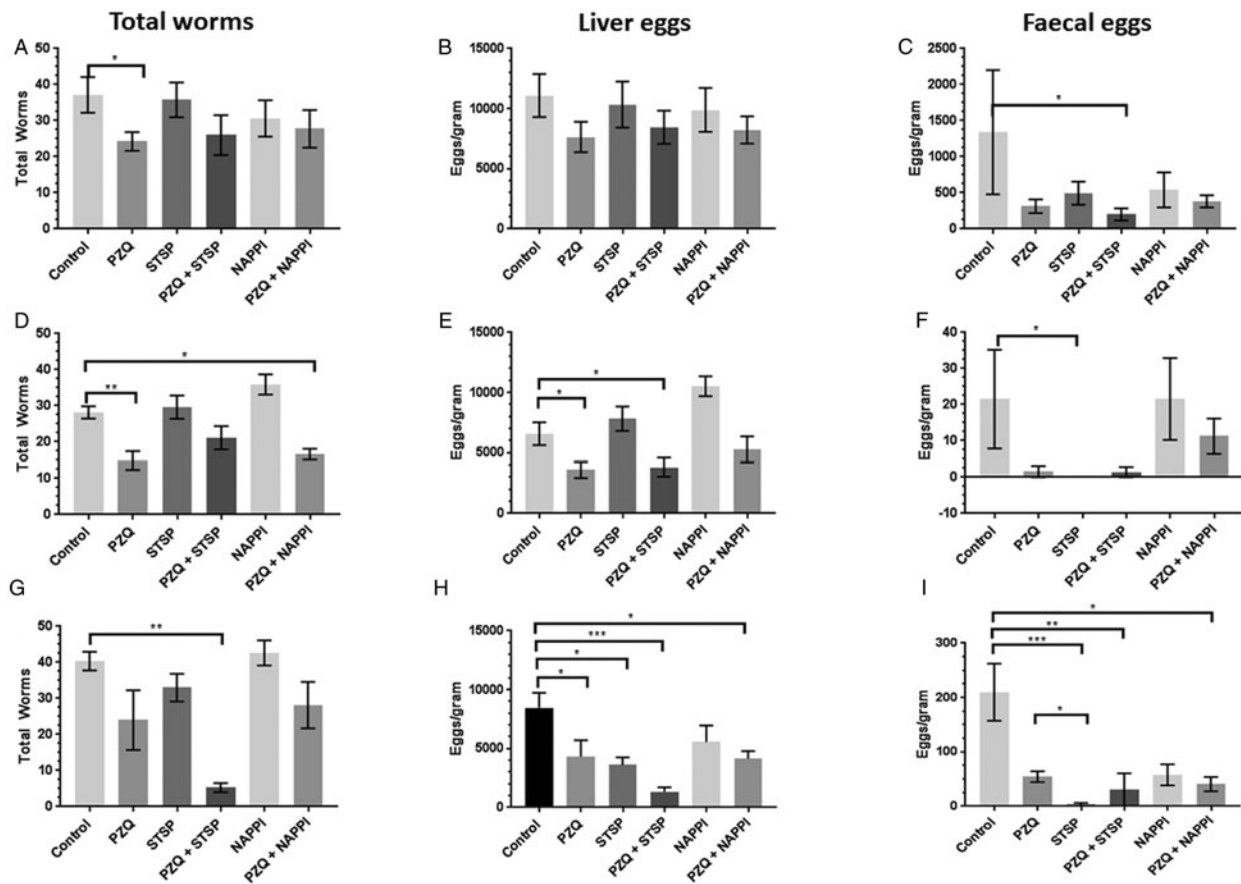 Total worms
Liver eggs
Faecal eggs
A
*
Total Worms
50
40
30
20
10
0
Control
PZQ
STSP
PZQ + STSP
NAPPI
PZQ + NAPPI
B
Eggs/gram
15000
10000
5000
0
Control
PZQ
STSP
PZQ + STSP
NAPPI
PZQ + NAPPI
C
*
Eggs/gram
2500
2000
1500
1000
500
0
Control
PZQ
STSP
PZQ + STSP
NAPPI
PZQ + NAPPI
D
*
**
Total Worms
50
40
30
20
10
0
Control
PZQ
STSP
PZQ + STSP
NAPPI
PZQ + NAPPI
E
*
*
Eggs/gram
15000
10000
5000
0
Control
PZQ
STSP
PZQ + STSP
NAPPI
PZQ + NAPPI
F
*
Eggs/gram
40
30
20
10
0
-10
Control
PZQ
STSP
PZQ + STSP
NAPPI
PZQ + NAPPI
G
**
Total Worms
50
40
30
20
10
0
Control
PZQ
STSP
PZQ + STSP
NAPPI
PZQ + NAPPI
H
*
***
*
*
Eggs/gram
15000
10000
5000
0
Control
PZQ
STSP
PZQ + STSP
NAPPI
PZQ + NAPPI
I
*
**
***
*
Eggs/gram
300
200
100
0
Control
PZQ
STSP
PZQ + STSP
NAPPI
PZQ + NAPPI